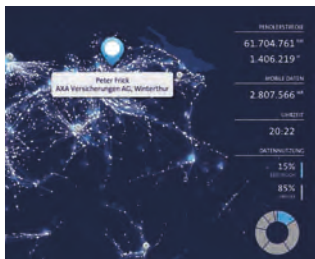 Peter Frick
AXA Versicherungen AG, Winterthur
61.704.761
1.406.219
MOBILE DATEN
2.807.566
UHRZEIT
20:22
DATENNUTZUNG
15%
85%